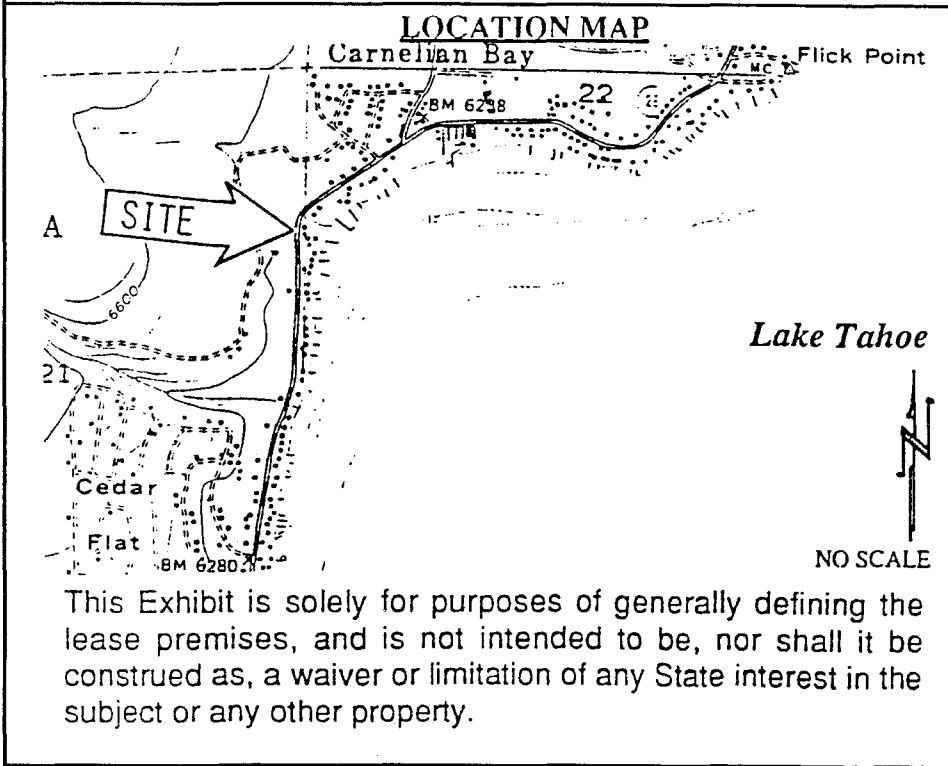 LOCATION MAP
Carnelian Bay
Flick Point
MC
22
BM 6238
A
SITE
6600
Lake Tahoe
21
Cedar
Flat
BM 6280
N
NO SCALE
This Exhibit is solely for purposes of generally defining the
lease premises, and is not intended to be, nor shall it be
construed as, a waiver or limitation of any State interest in the
subject or any other property.